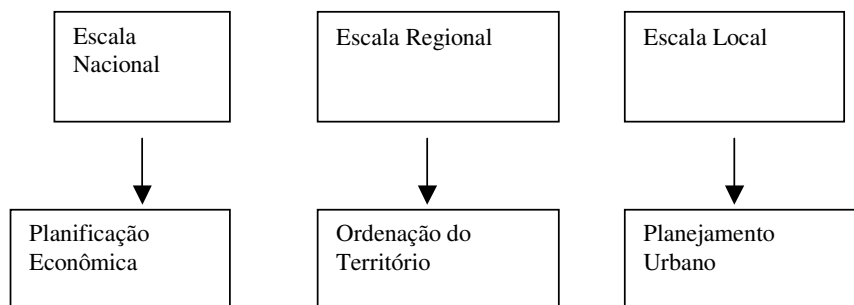 Escala
Nacional
Escala Regional
Escala Local
Planificação
Econômica
Ordenação do
Território
Planejamento
Urbano